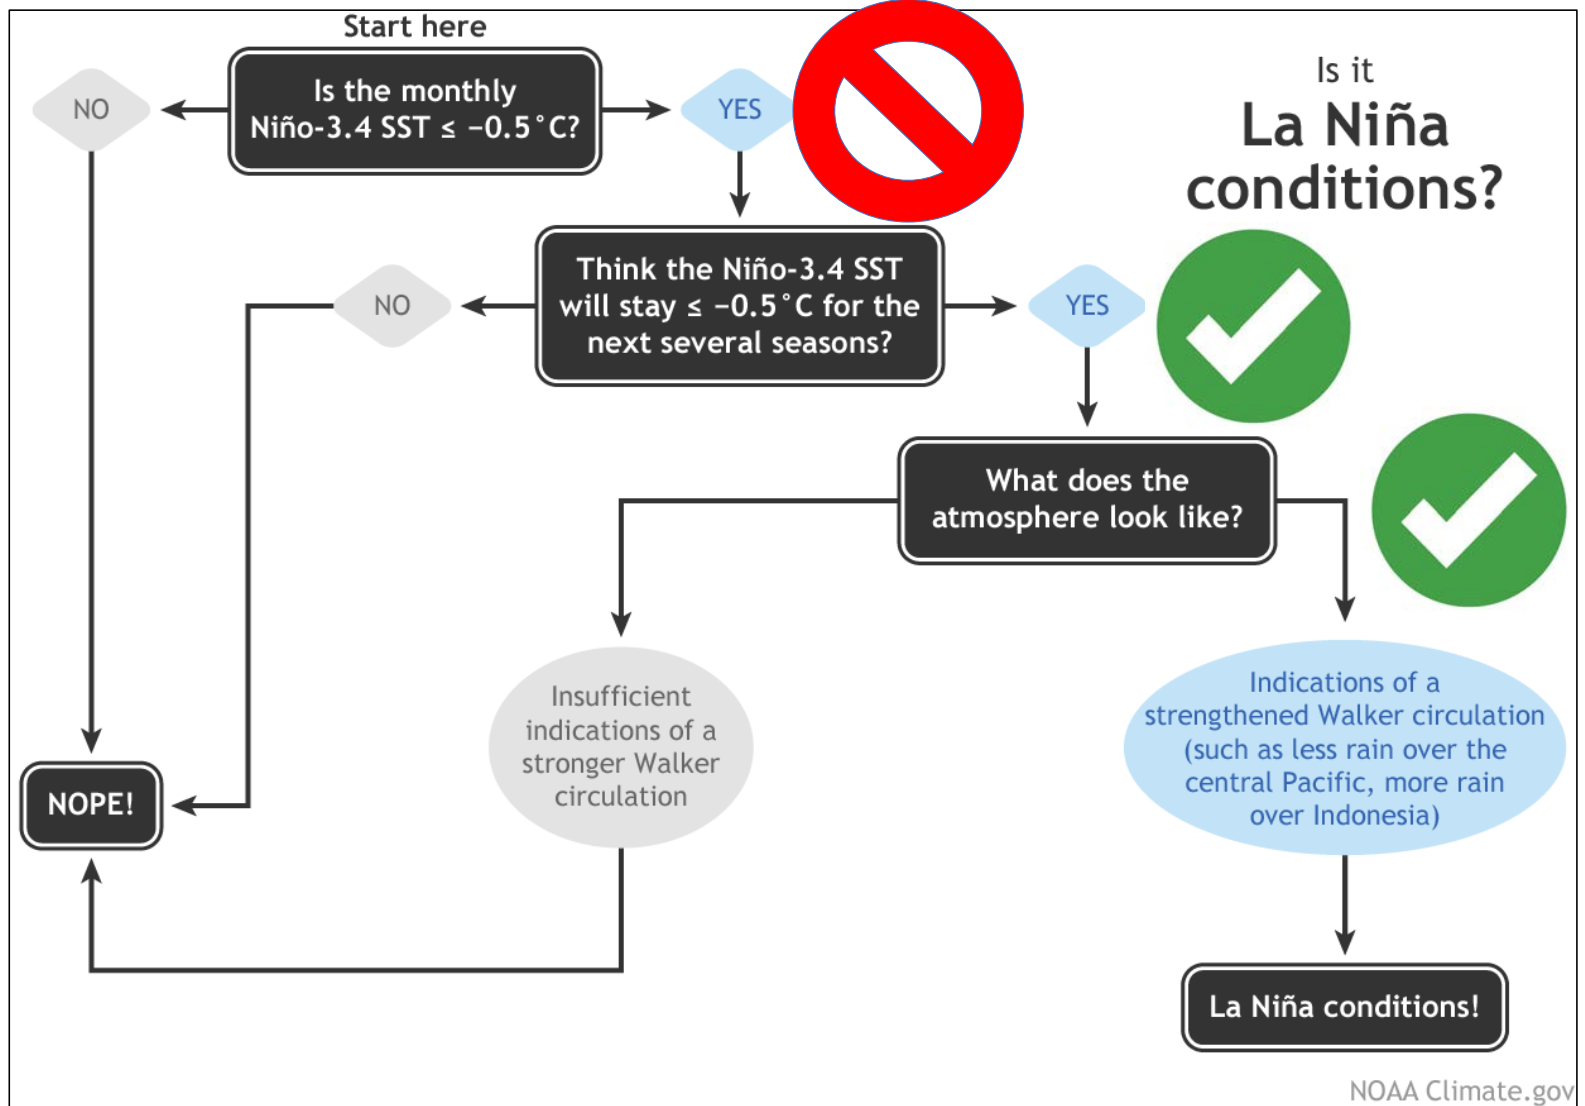 Start here
Is the monthly
Niño-3.4 SST ≤ −0.5°C?
NO
YES
Is it
La Niña
conditions?
Think the Niño-3.4 SST
will stay ≤ −0.5°C for the
next several seasons?
NO
YES
What does the
atmosphere look like?
Insufficient
indications of a
stronger Walker
circulation
Indications of a
strengthened Walker circulation
(such as less rain over the
central Pacific, more rain
over Indonesia)
NOPE!
La Niña conditions!
NOAA Climate.gov